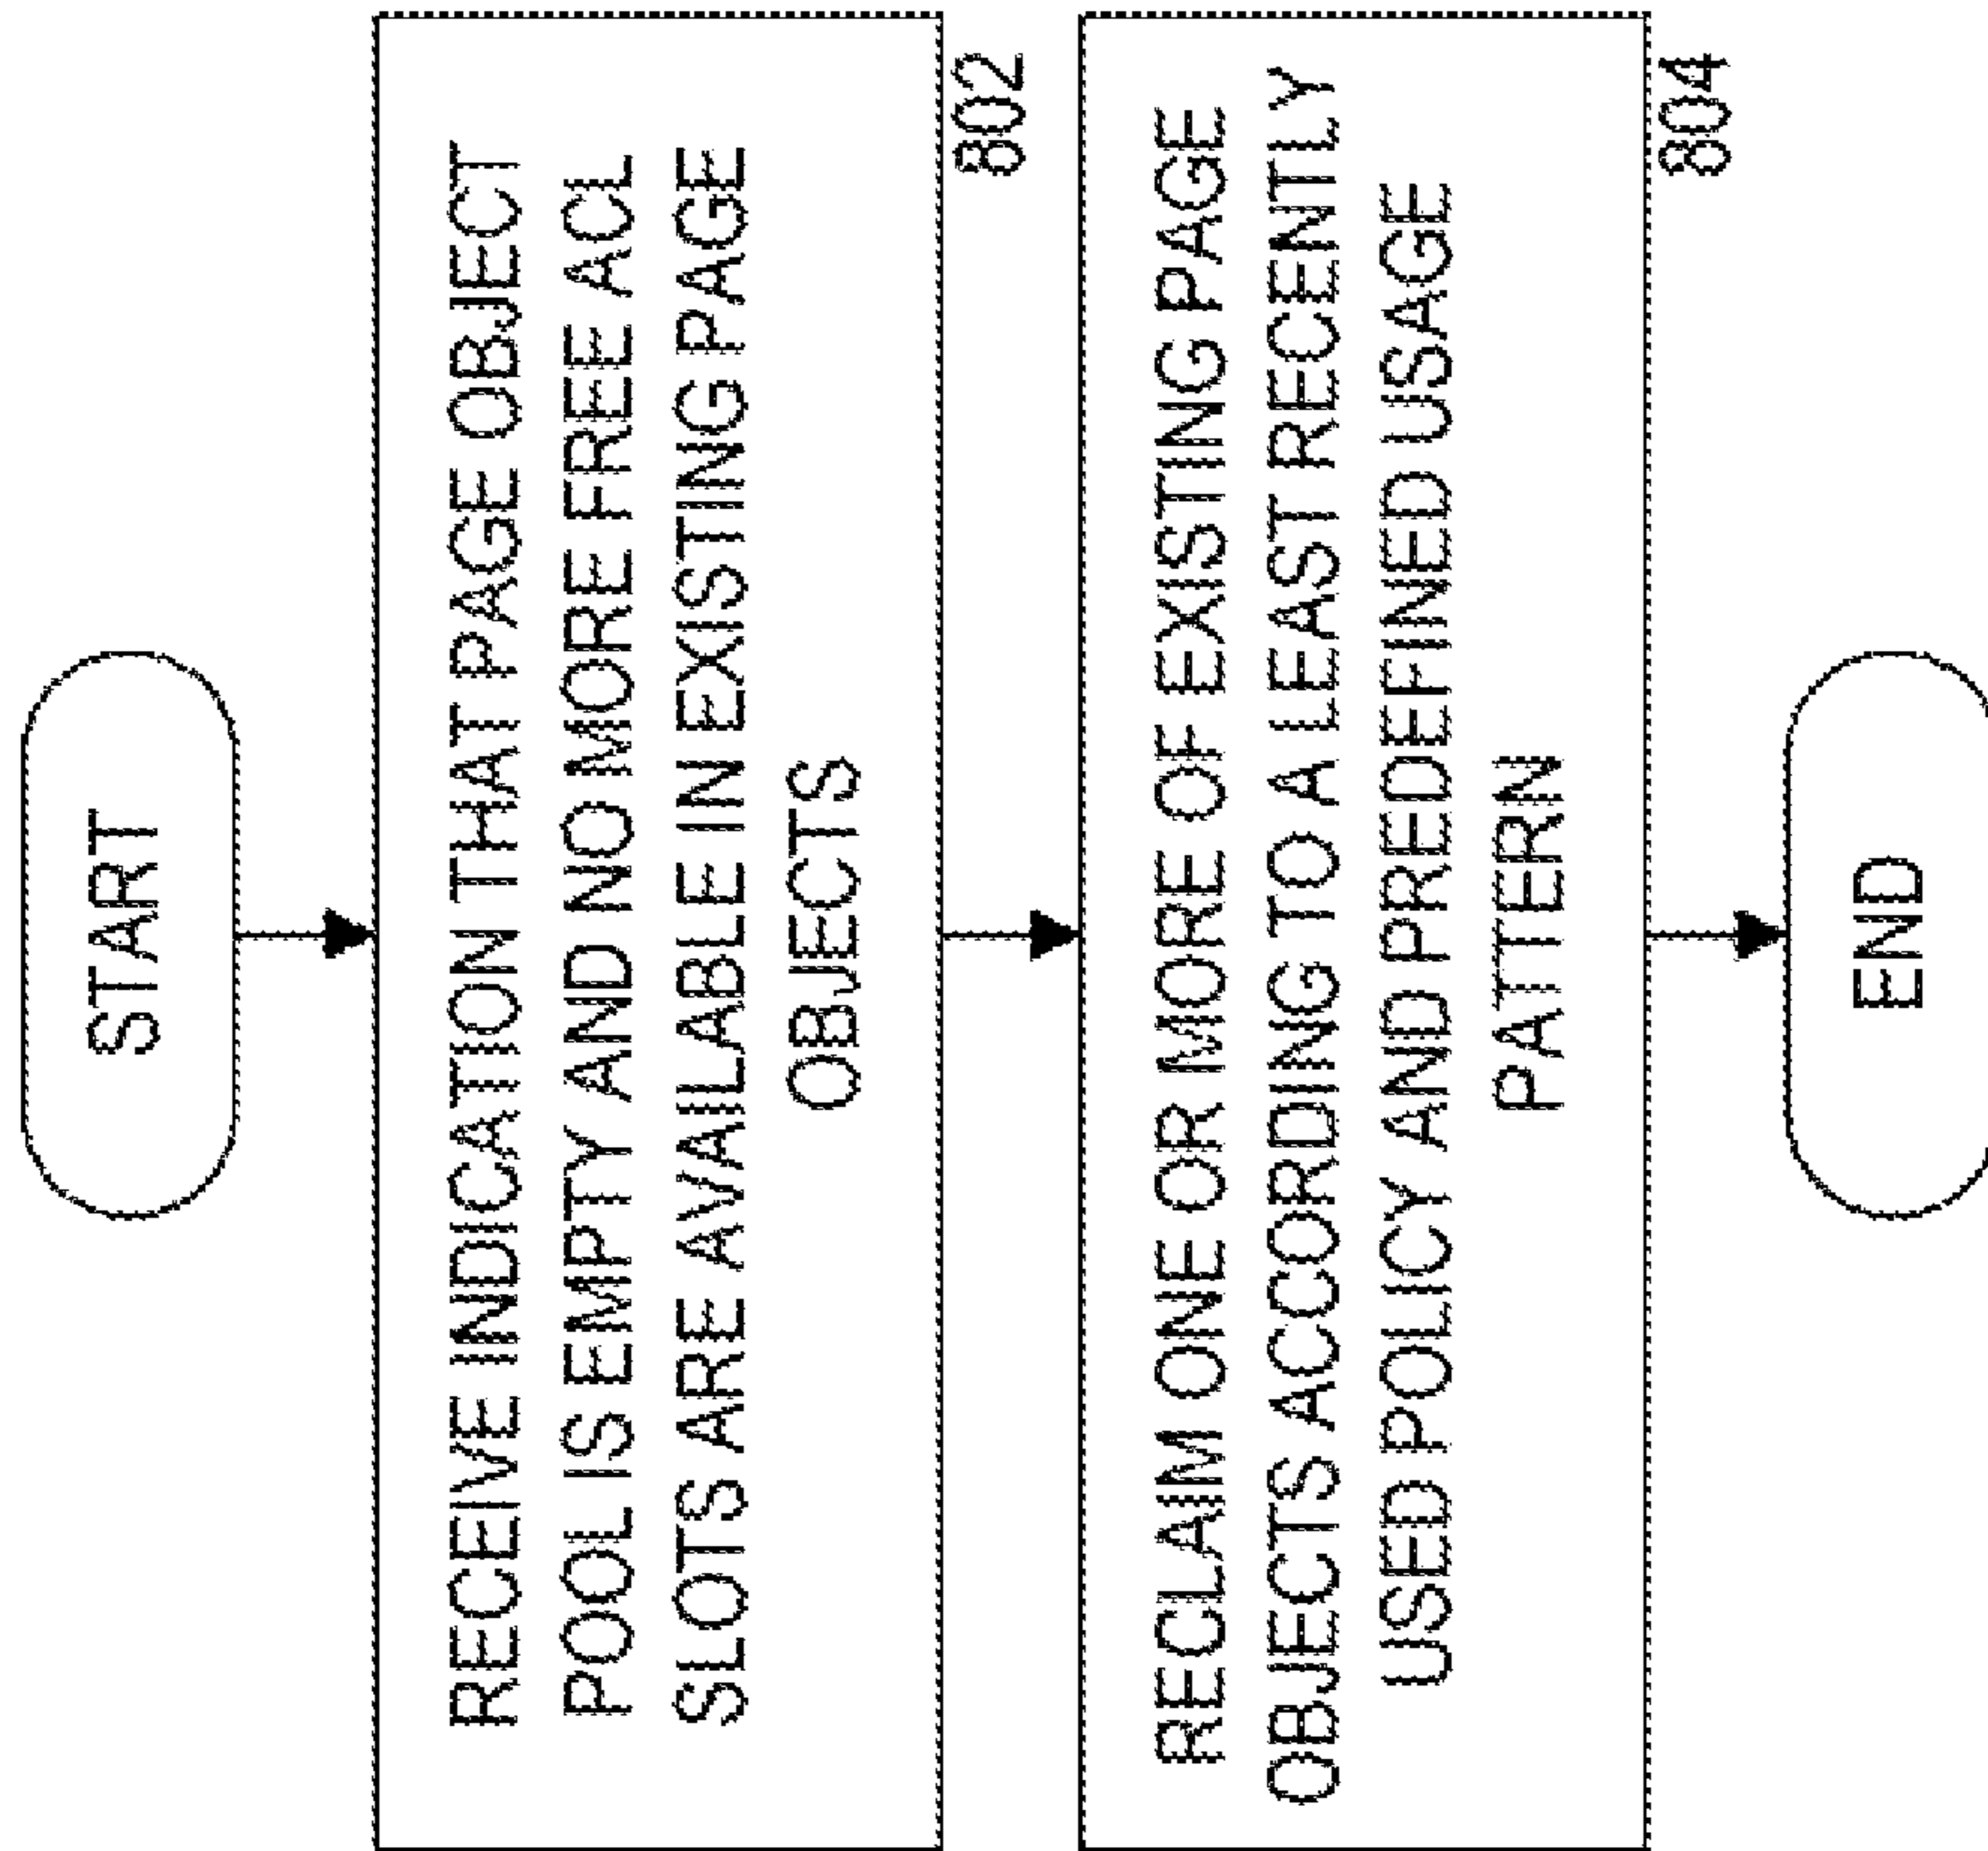 START
RECEIVE INDICATION THAT PAGE OBJECT
POOL IS EMPTY AND NO MORE FREE ACL
SLOTS ARE AVAILABLE IN EXISTING PAGE
OBJECTS
802
RECLAIM ONE OR MORE OF EXISTING PAGE
OBJECTS ACCORDING TO A LEAST RECENTLY
USED POLICY AND PREDEFINED USAGE
PATTERN
804
END